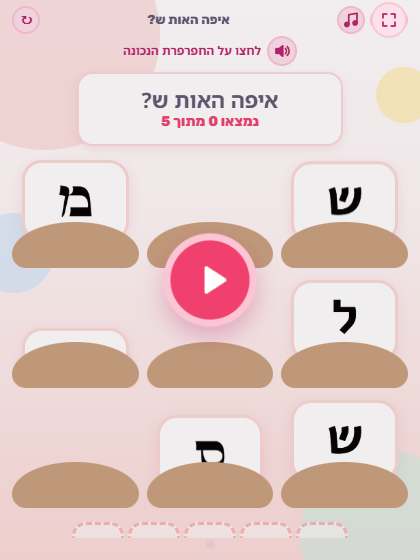 איפה האות ש?
לחצו על החפרפרת הנכונה
איפה האות ש?
נמצאו 0 מתוך 5
ש
מ
ל
ש
ס